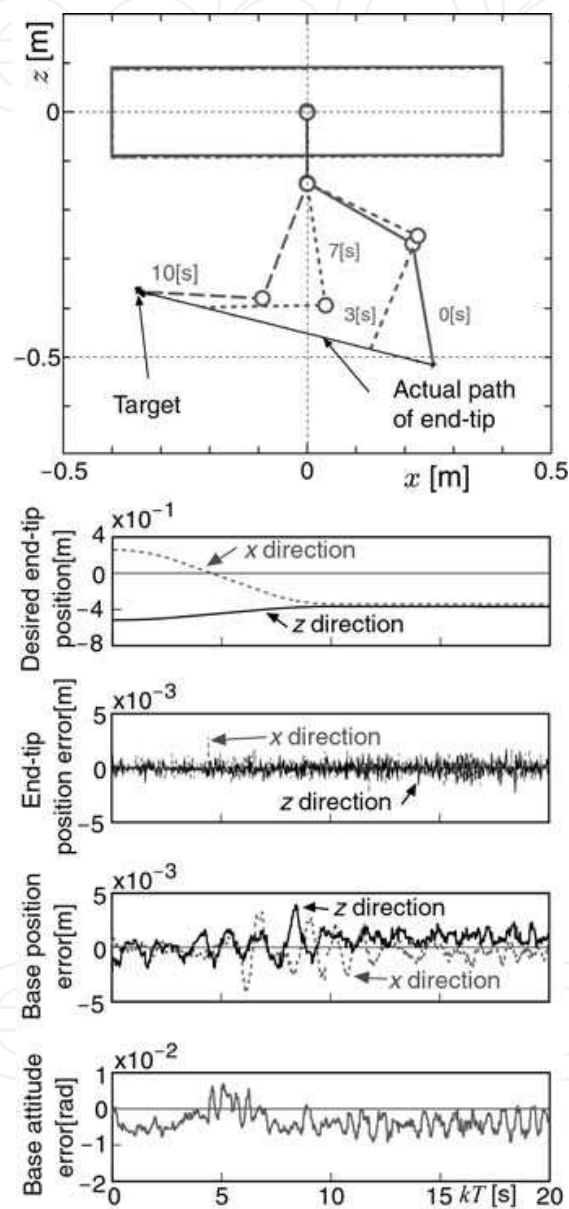 z [m]
0
10[s]
7[s]
3[s]
0[s]
−0.5
Target
Actual path
of end-tip
−0.5
0
0.5
x [m]
x10⁻¹
Desired end-tip
position[m]
4
0
−4
−8
x direction
z direction
x10⁻³
End-tip
position error[m]
5
0
−5
x direction
z direction
x10⁻³
Base position
error[m]
5
0
−5
z direction
x direction
x10⁻²
Base attitude
error[rad]
1
0
−1
−2
0
5
10
15
kT [s]
20